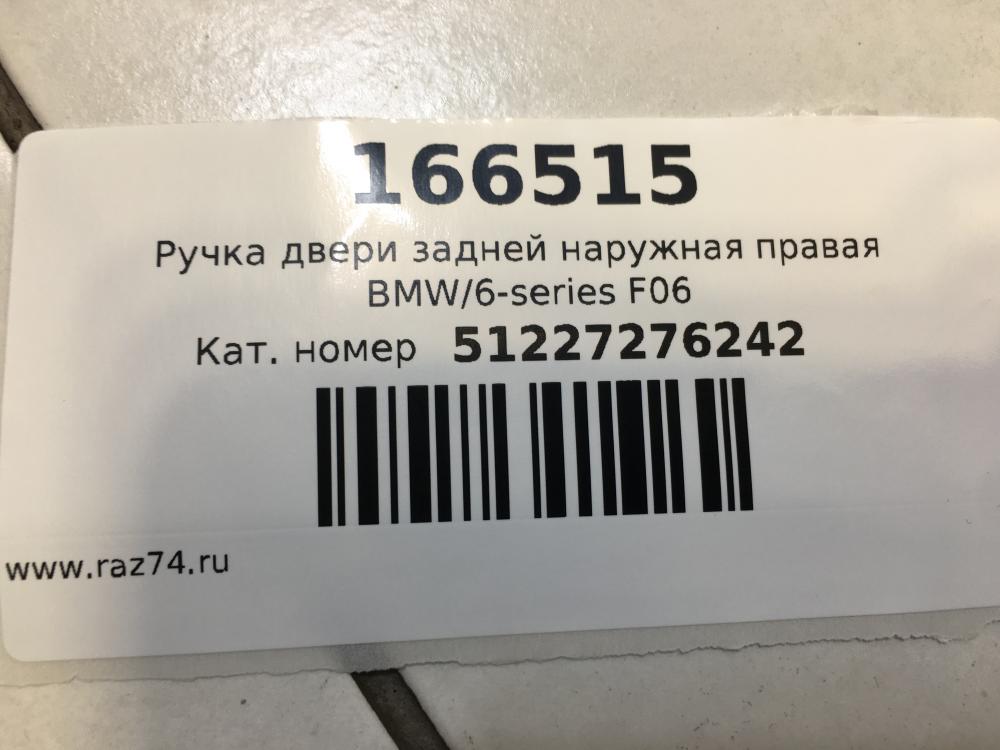 166515
Ручка двери задней наружная правая
BMW/6-series F06
Кат. номер 51227276242
www.raz74.ru